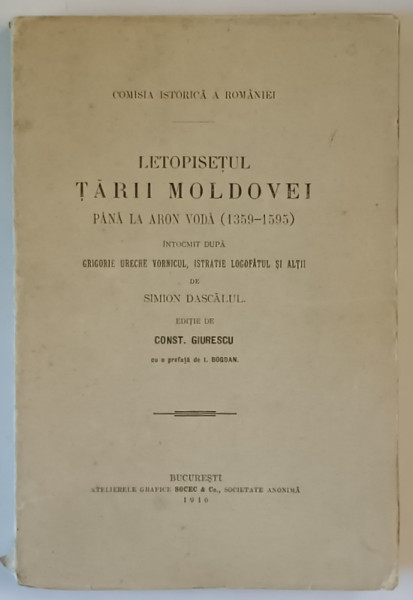 COMISIA ISTORICĂ A ROMÂNIEI
LETOPISEȚUL
ȚĂRII MOLDOVEI
PÂNĂ LA ARON VODĂ (1359-1595)
ÎNTOCMIT DUPĂ
GRIGORIE URECHE VORNICUL, ISTRATIE LOGOFĂTUL ȘI ALȚII
DE
SIMION DASCĂLUL.
EDIȚIE DE
CONST. GIURESCU
cu o prefață de I. BOGDAN.
BUCUREȘTI
ATELIERELE GRAFICE SOCEC & Co., SOCIETATE ANONIMĂ
1916